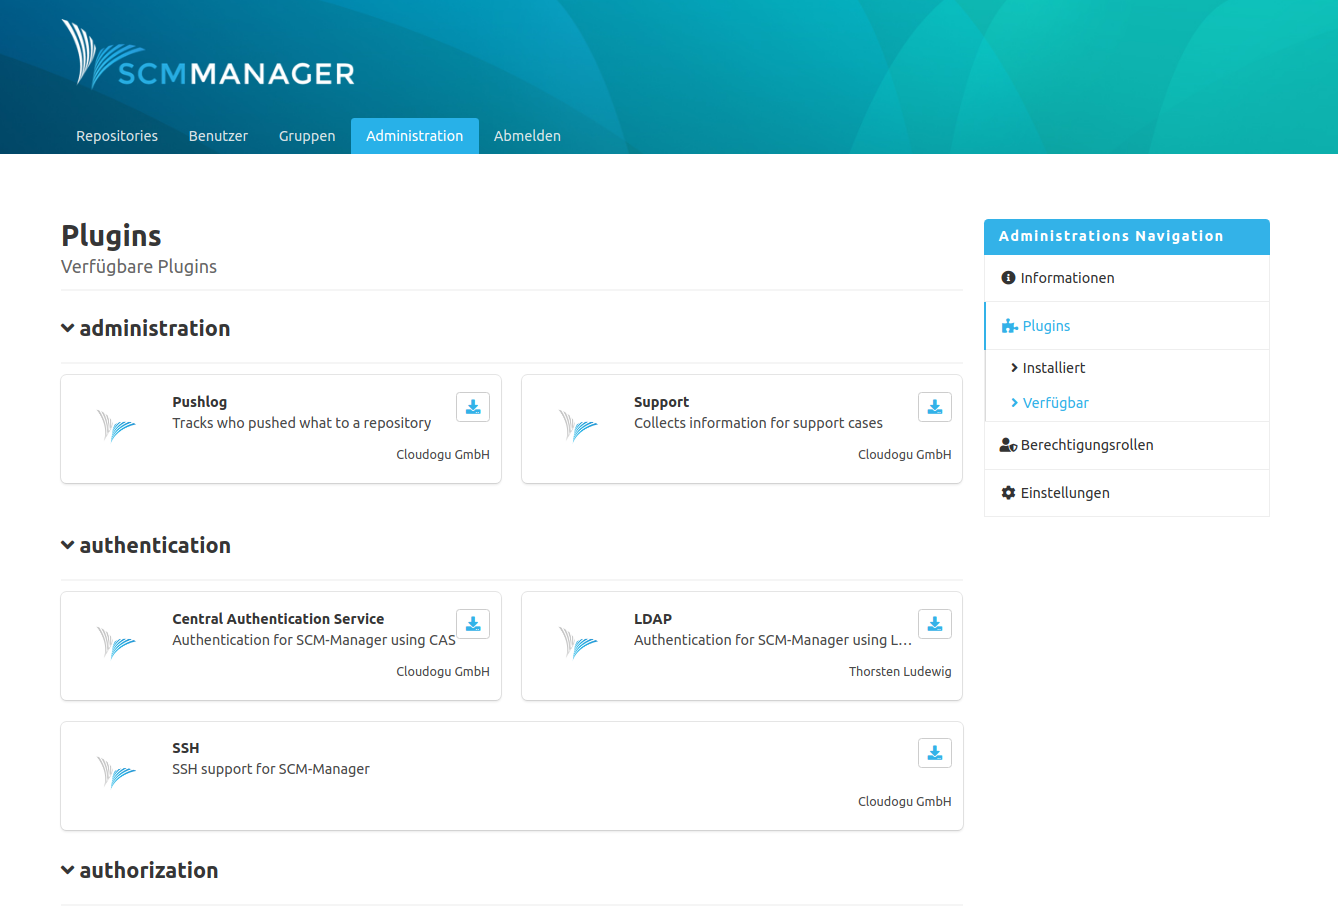 SCMMANAGER
Repositories Benutzer Gruppen Administration Abmelden
Plugins
Verfügbare Plugins
administration
Pushlog
Tracks who pushed what to a repository
Cloudogu GmbH
Support
Collects information for support cases
Cloudogu GmbH
authentication
Central Authentication Service
Authentication for SCM-Manager using CAS
Cloudogu GmbH
LDAP
Authentication for SCM-Manager using L...
Thorsten Ludewig
SSH
SSH support for SCM-Manager
Cloudogu GmbH
authorization
Administrations Navigation
Informationen
Plugins
Installiert
Verfügbar
Berechtigungsrollen
Einstellungen